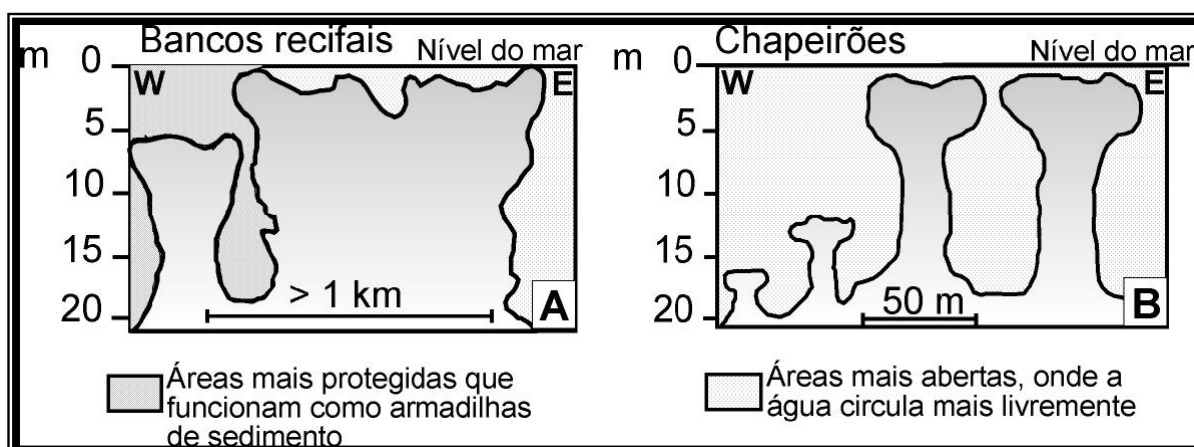 Bancos recifais
Nível do mar
m
0
5
10
15
20
W
E
> 1 km
A
Chapeirões
Nível do mar
m
0
5
10
15
20
W
E
50 m
B
Áreas mais protegidas que
funcionam como armadilhas
de sedimento
Áreas mais abertas, onde a
água circula mais livremente